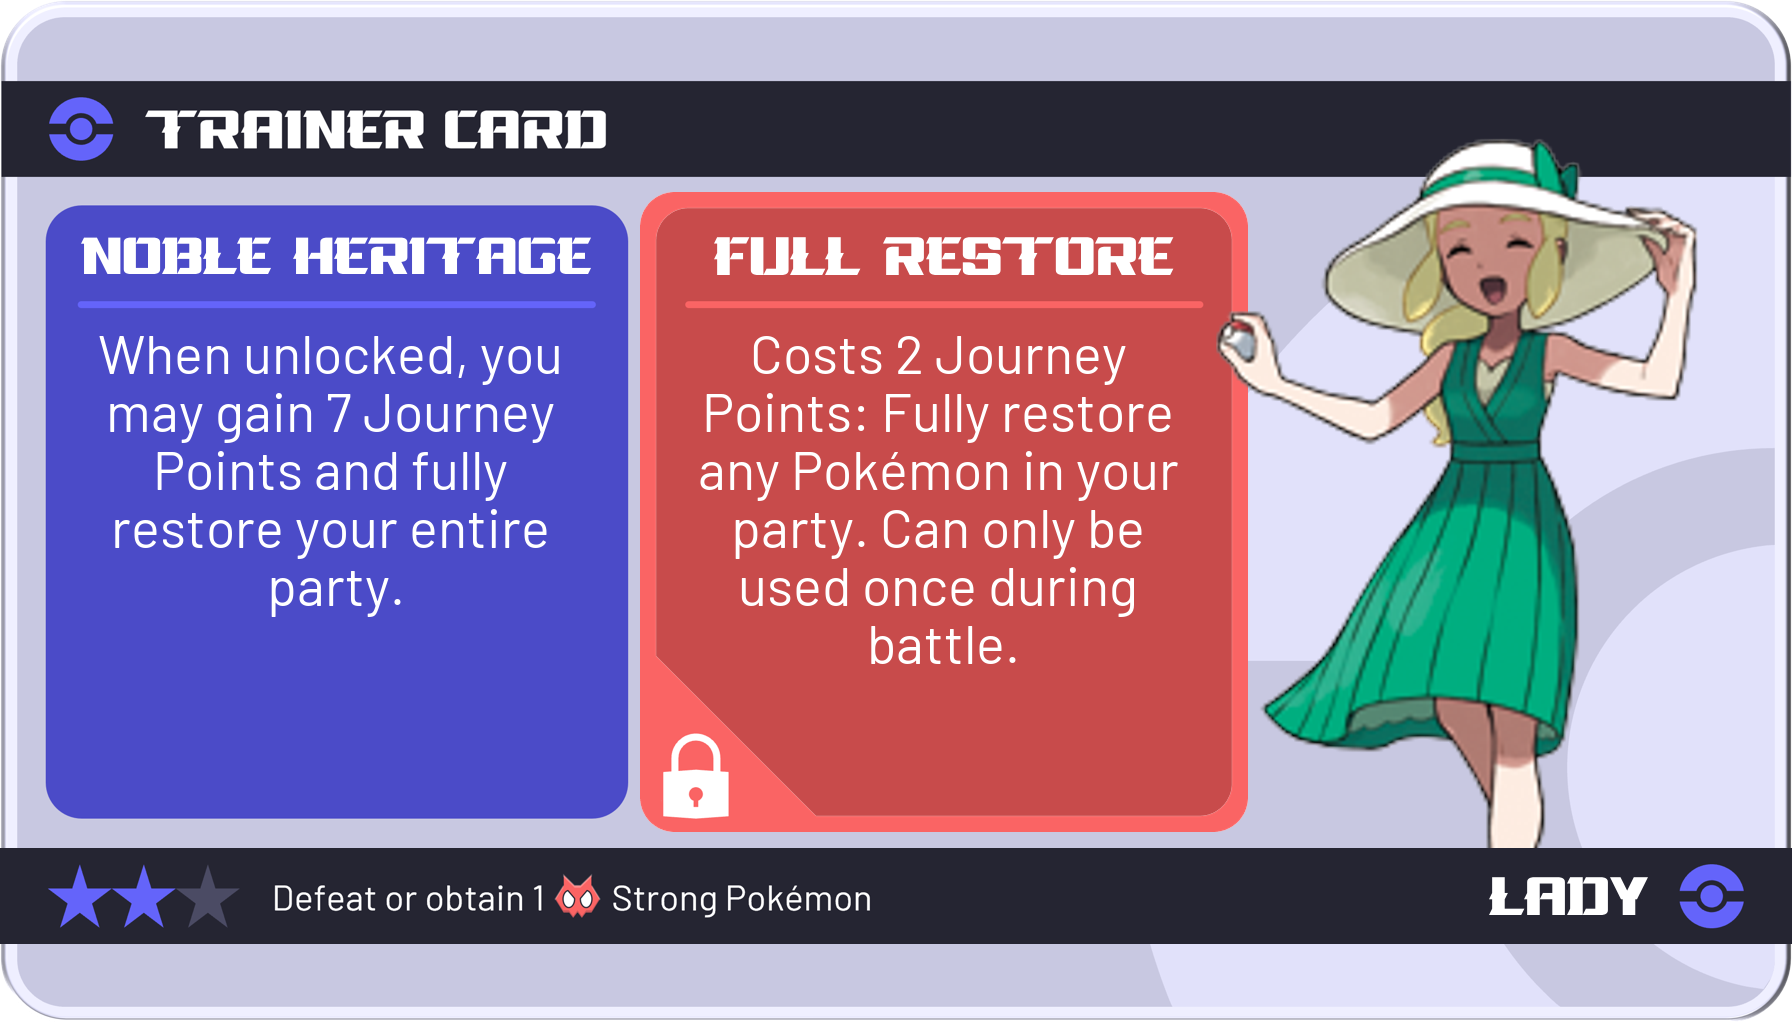 TRAINER CARD
NOBLE HERITAGE
When unlocked, you
may gain 7 Journey
Points and fully
restore your entire
party.
FULL RESTORE
Costs 2 Journey
Points: Fully restore
any Pokémon in your
party. Can only be
used once during
battle.
Defeat or obtain 1 Strong Pokémon
LADY